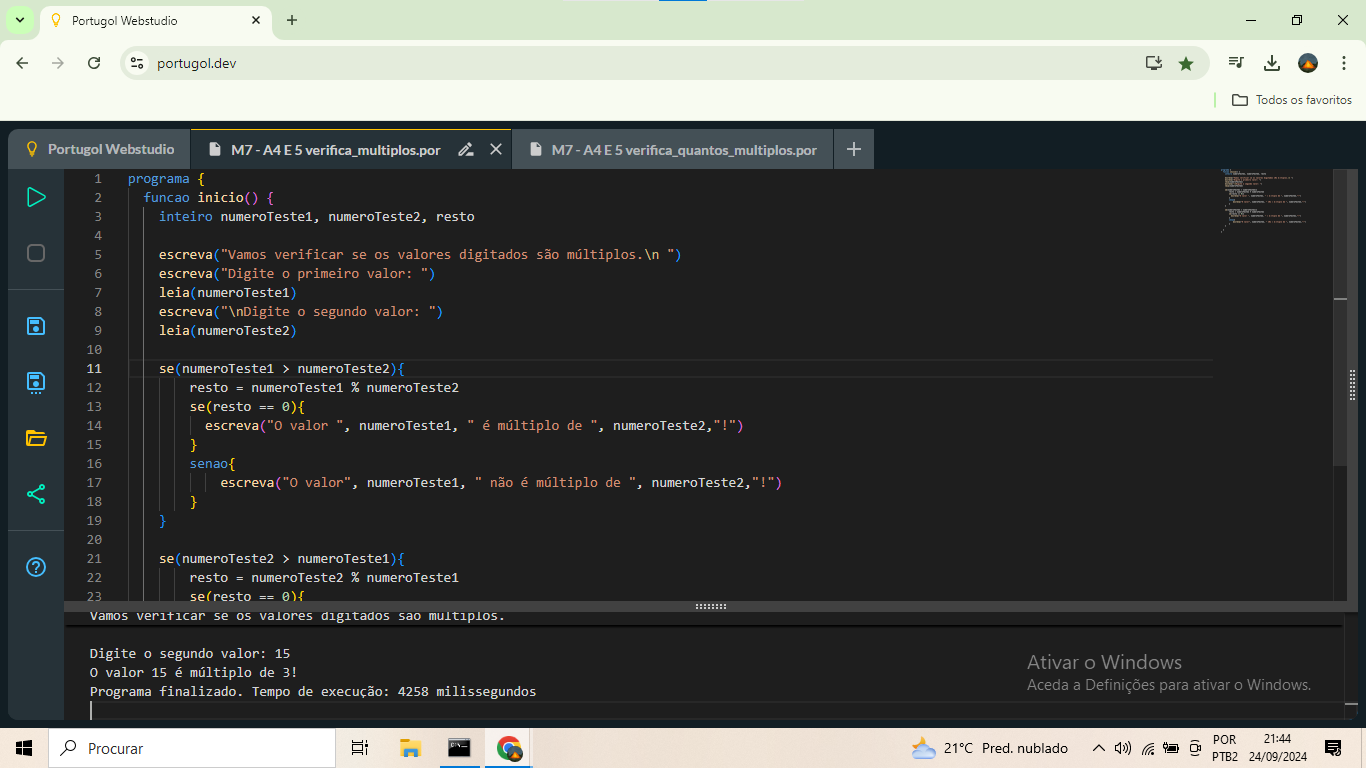 Portugol Webstudio
portugol.dev
Todos os favoritos
Portugol Webstudio
M7 - A4 E 5 verifica_multiplos.por
M7 - A4 E 5 verifica_quantos_multiplos.por
1 programa {
2 funcao inicio() {
3 inteiro numeroTeste1, numeroTeste2, resto
4
5 escreva("Vamos verificar se os valores digitados são múltiplos.\n ")
6 escreva("Digite o primeiro valor: ")
7 leia(numeroTeste1)
8 escreva("\nDigite o segundo valor: ")
9 leia(numeroTeste2)
10
11 se(numeroTeste1 > numeroTeste2){
12 resto = numeroTeste1 % numeroTeste2
13 se(resto == 0){
14 escreva("O valor ", numeroTeste1, " é múltiplo de ", numeroTeste2,"!")
15 }
16 senao{
17 escreva("O valor", numeroTeste1, " não é múltiplo de ", numeroTeste2,"!")
18 }
19 }
20
21 se(numeroTeste2 > numeroTeste1){
22 resto = numeroTeste2 % numeroTeste1
23 se(resto == 0){
Vamos verificar se os valores digitados são múltiplos.
Digite o segundo valor: 15
O valor 15 é múltiplo de 3!
Programa finalizado. Tempo de execução: 4258 milissegundos
Ativar o Windows
Aceda a Definições para ativar o Windows.
Procurar
21°C Pred. nublado
POR
PTB2
21:44
24/09/2024